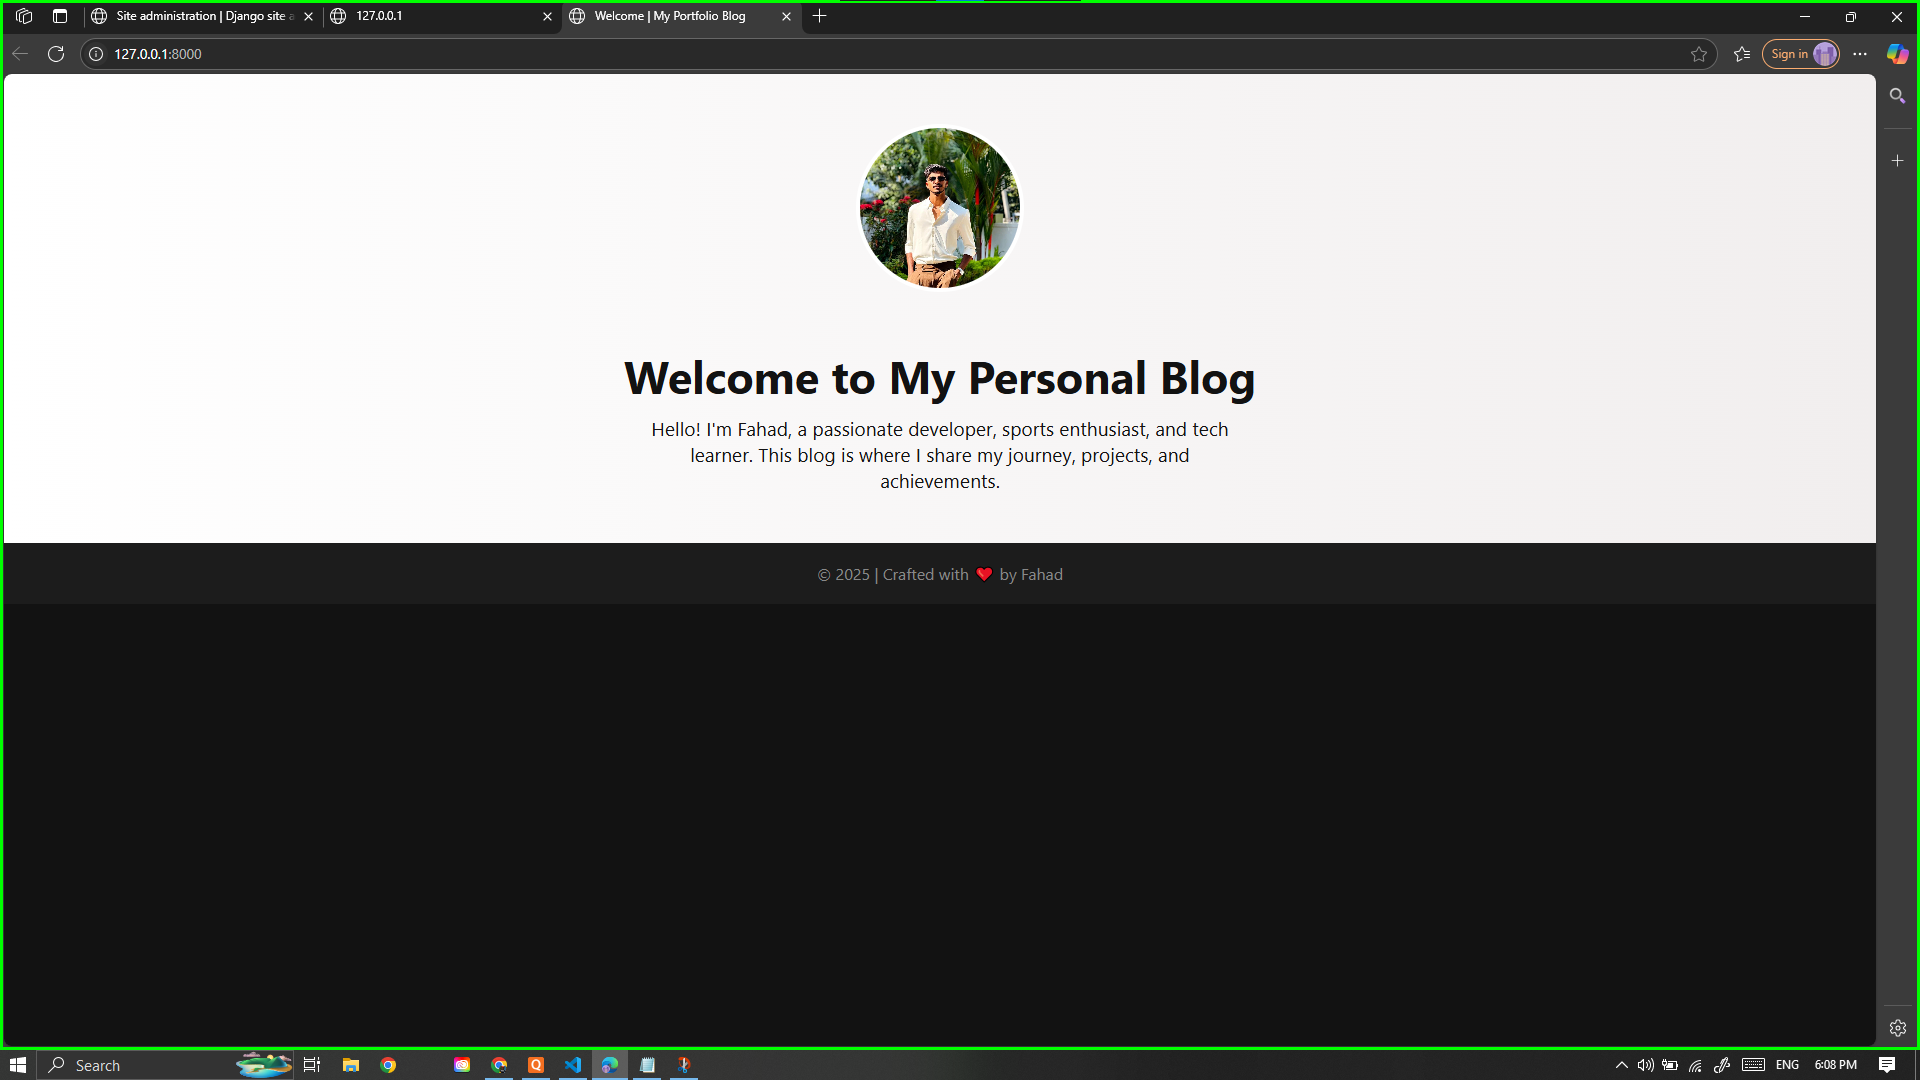 Site administration | Django site a
127.0.0.1
Welcome | My Portfolio Blog
127.0.0.1:8000
Sign in
Welcome to My Personal Blog
Hello! I'm Fahad, a passionate developer, sports enthusiast, and tech
learner. This blog is where I share my journey, projects, and
achievements.
© 2025 | Crafted with ❤️ by Fahad
Search
ENG
6:08 PM